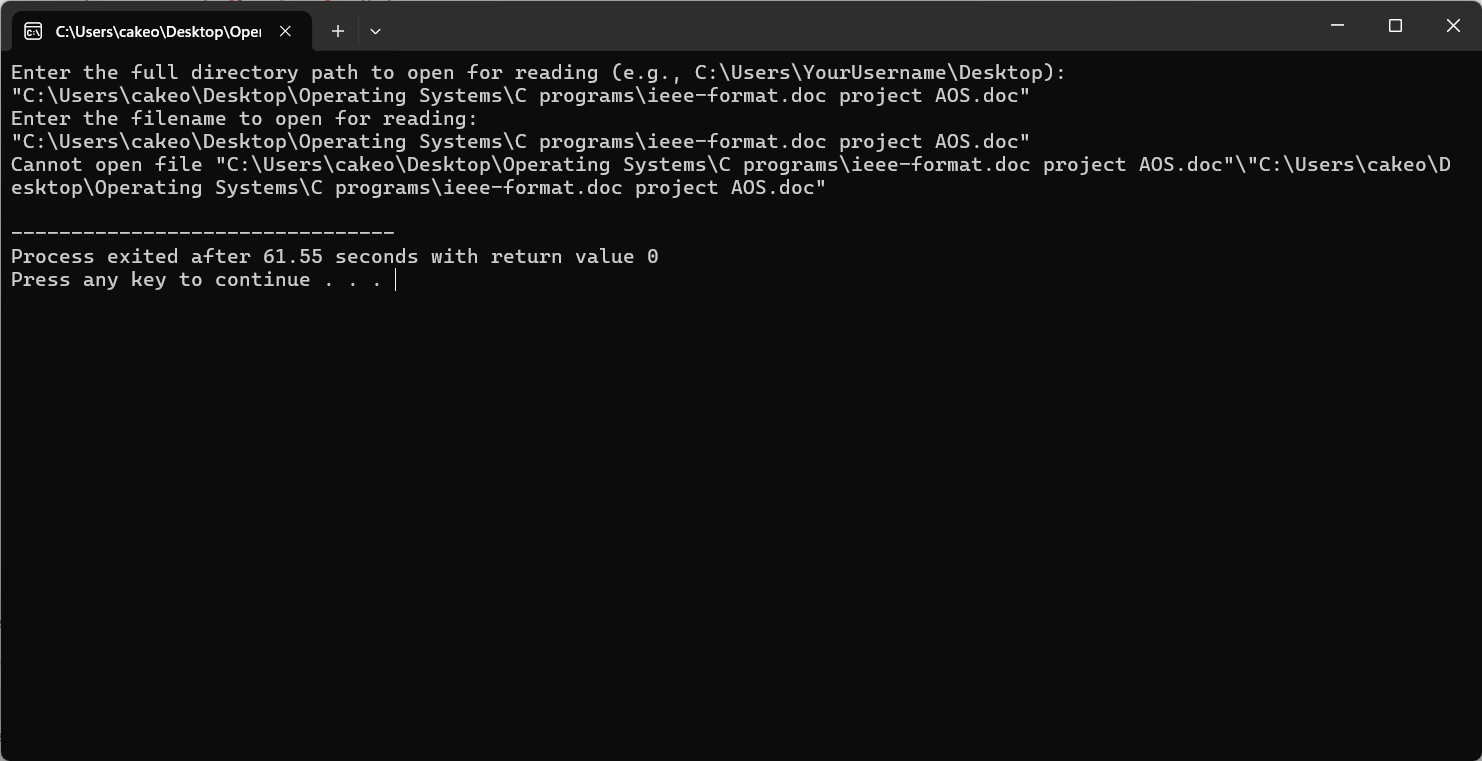 C:\Users\cakeo\Desktop\Oper
Enter the full directory path to open for reading (e.g., C:\Users\YourUsername\Desktop):
"C:\Users\cakeo\Desktop\Operating Systems\C programs\ieee-format.doc project AOS.doc"
Enter the filename to open for reading:
"C:\Users\cakeo\Desktop\Operating Systems\C programs\ieee-format.doc project AOS.doc"
Cannot open file "C:\Users\cakeo\Desktop\Operating Systems\C programs\ieee-format.doc project AOS.doc"\"C:\Users\cakeo\D
esktop\Operating Systems\C programs\ieee-format.doc project AOS.doc"
--------------------------------
Process exited after 61.55 seconds with return value 0
Press any key to continue . . .